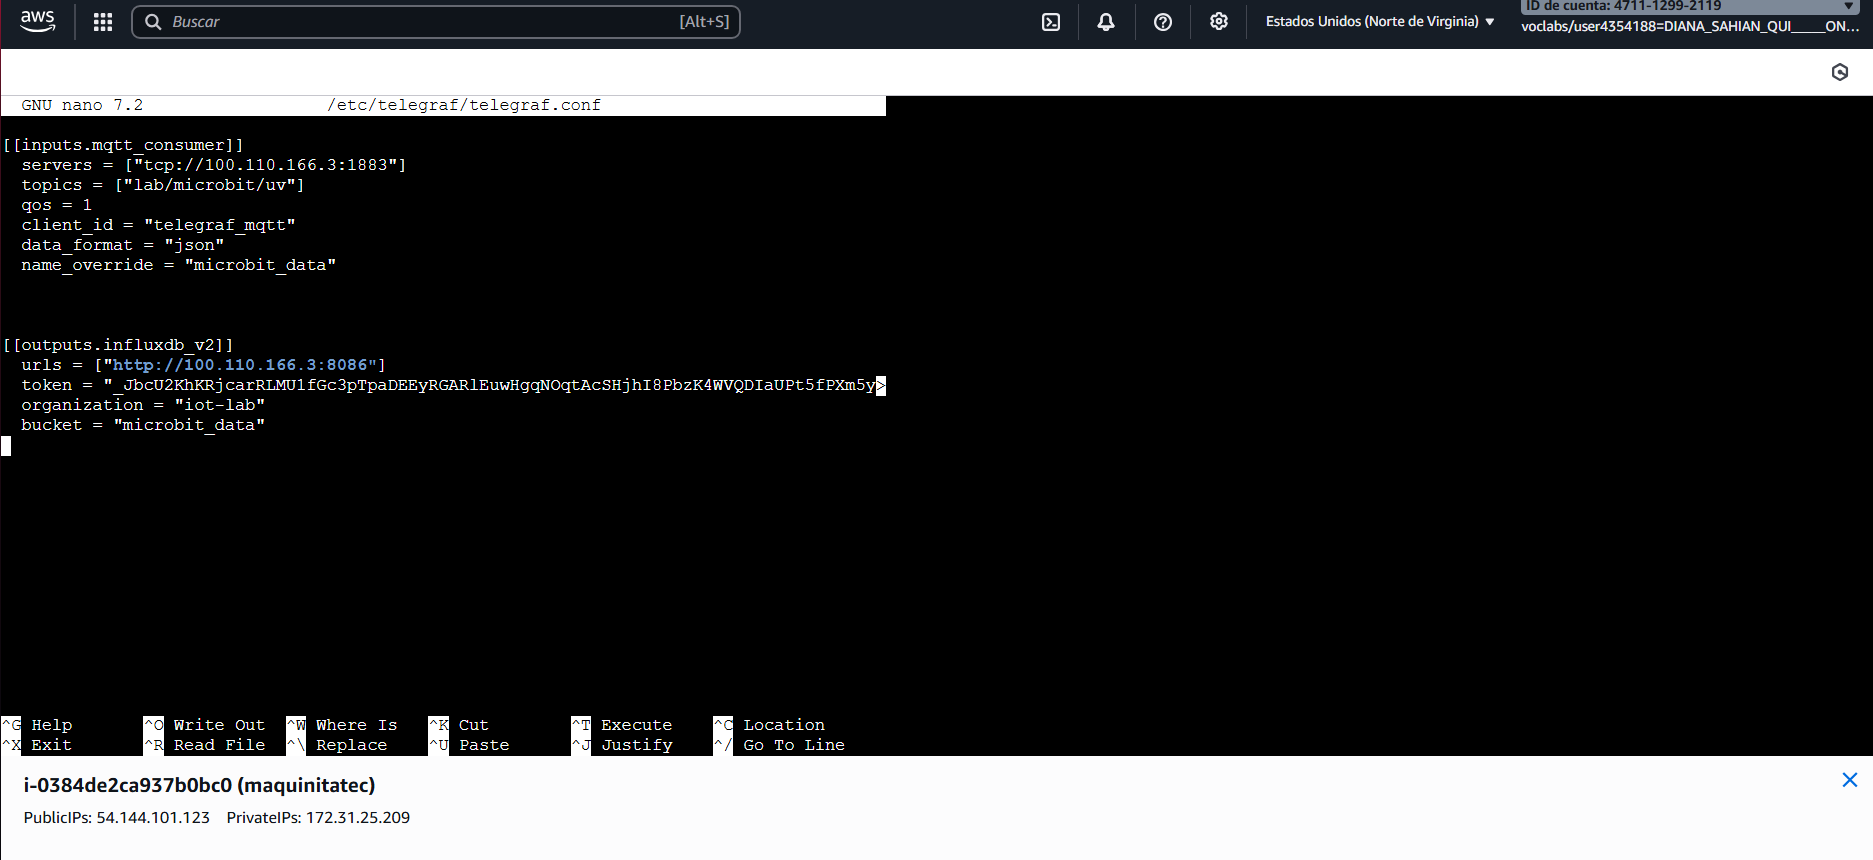 aws
Buscar [Alt+S]
Estados Unidos (Norte de Virginia)
ID de cuenta: 4711-1299-2119
voclabs/user4354188=DIANA_SAHIAN_QUI_____ON...
GNU nano 7.2 /etc/telegraf/telegraf.conf
[[inputs.mqtt_consumer]]
servers = ["tcp://100.110.166.3:1883"]
topics = ["lab/microbit/uv"]
qos = 1
client_id = "telegraf_mqtt"
data_format = "json"
name_override = "microbit_data"
[[outputs.influxdb_v2]]
urls = ["http://100.110.166.3:8086"]
token = "_JbcU2KhKRjcarRLMU1fGc3pTpaDEEyRGARlEuwHgqNOqtAcSHjhI8PbzK4WVQDIaUPt5fPXm5y>
organization = "iot-lab"
bucket = "microbit_data"
^G Help ^O Write Out ^W Where Is ^K Cut ^T Execute ^C Location
^X Exit ^R Read File ^\ Replace ^U Paste ^J Justify ^/ Go To Line
i-0384de2ca937b0bc0 (maquinitatec)
PublicIPs: 54.144.101.123 PrivateIPs: 172.31.25.209